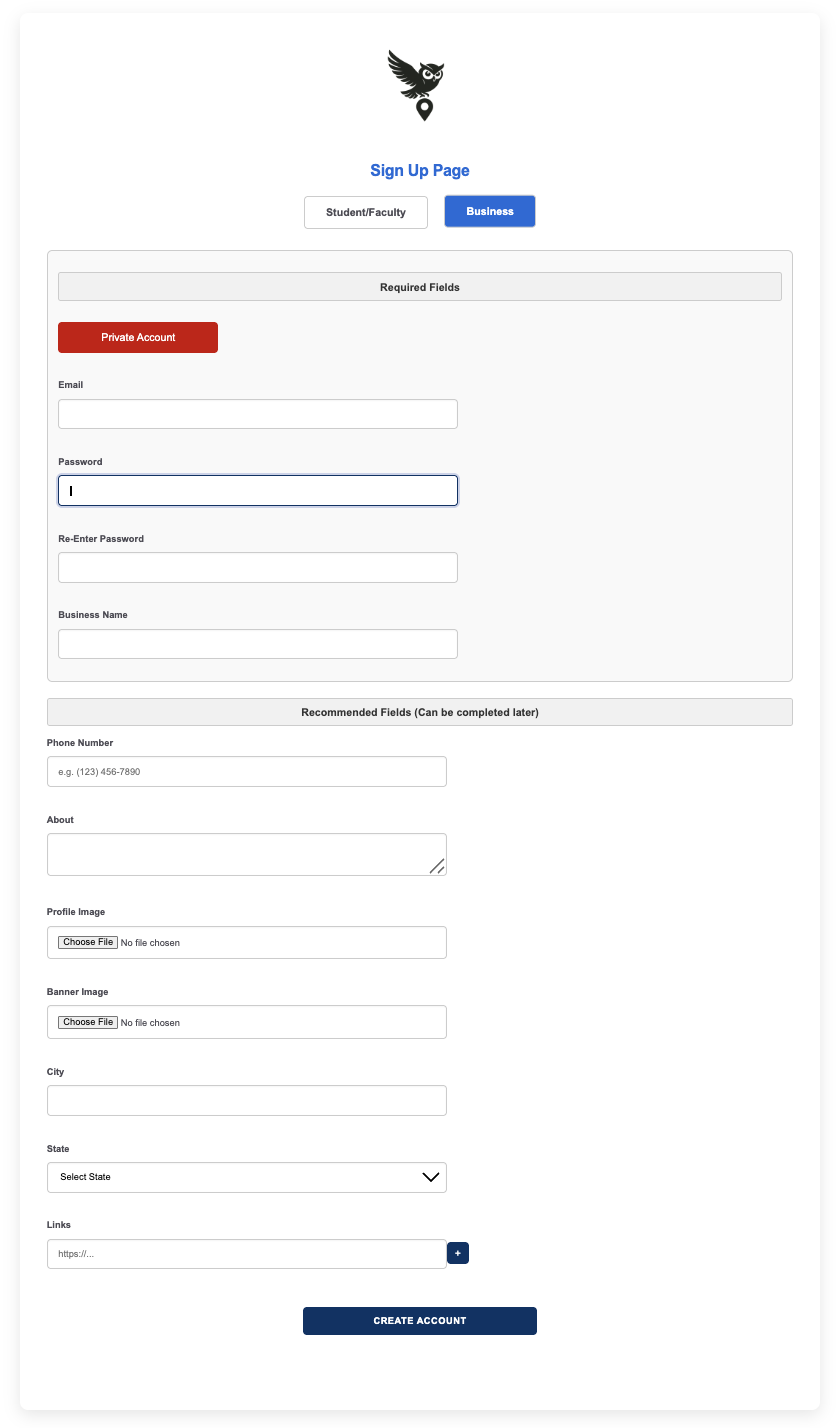 Sign Up Page
Student/Faculty
Business
Required Fields
Private Account
Email
Password
Re-Enter Password
Business Name
Recommended Fields (Can be completed later)
Phone Number
e.g. (123) 456-7890
About
Profile Image
Choose File No file chosen
Banner Image
Choose File No file chosen
City
State
Select State
Links
https://...
+
CREATE ACCOUNT